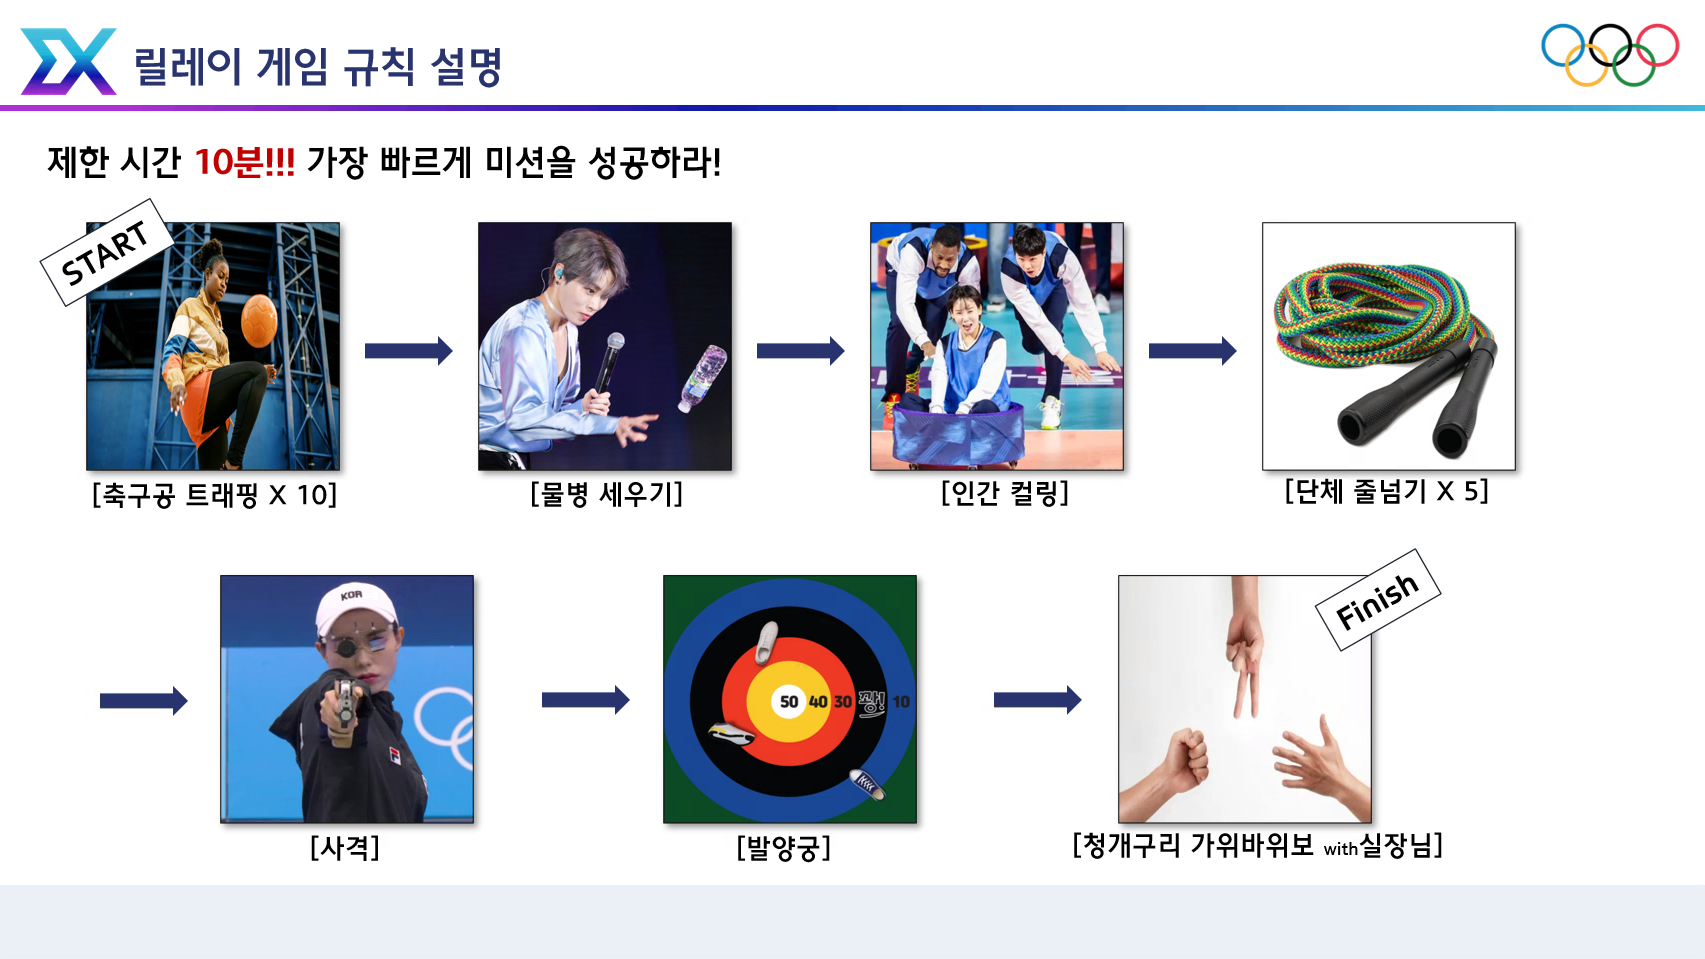 ΣX 릴레이 게임 규칙 설명
제한 시간 10분!!! 가장 빠르게 미션을 성공하라!
START
[축구공 트래핑 X 10]
[물병 세우기]
[인간 컬링]
[단체 줄넘기 X 5]
KOR
[사격]
50 40 30 꽝! 10
[발양궁]
Finish
[청개구리 가위바위보 with실장님]